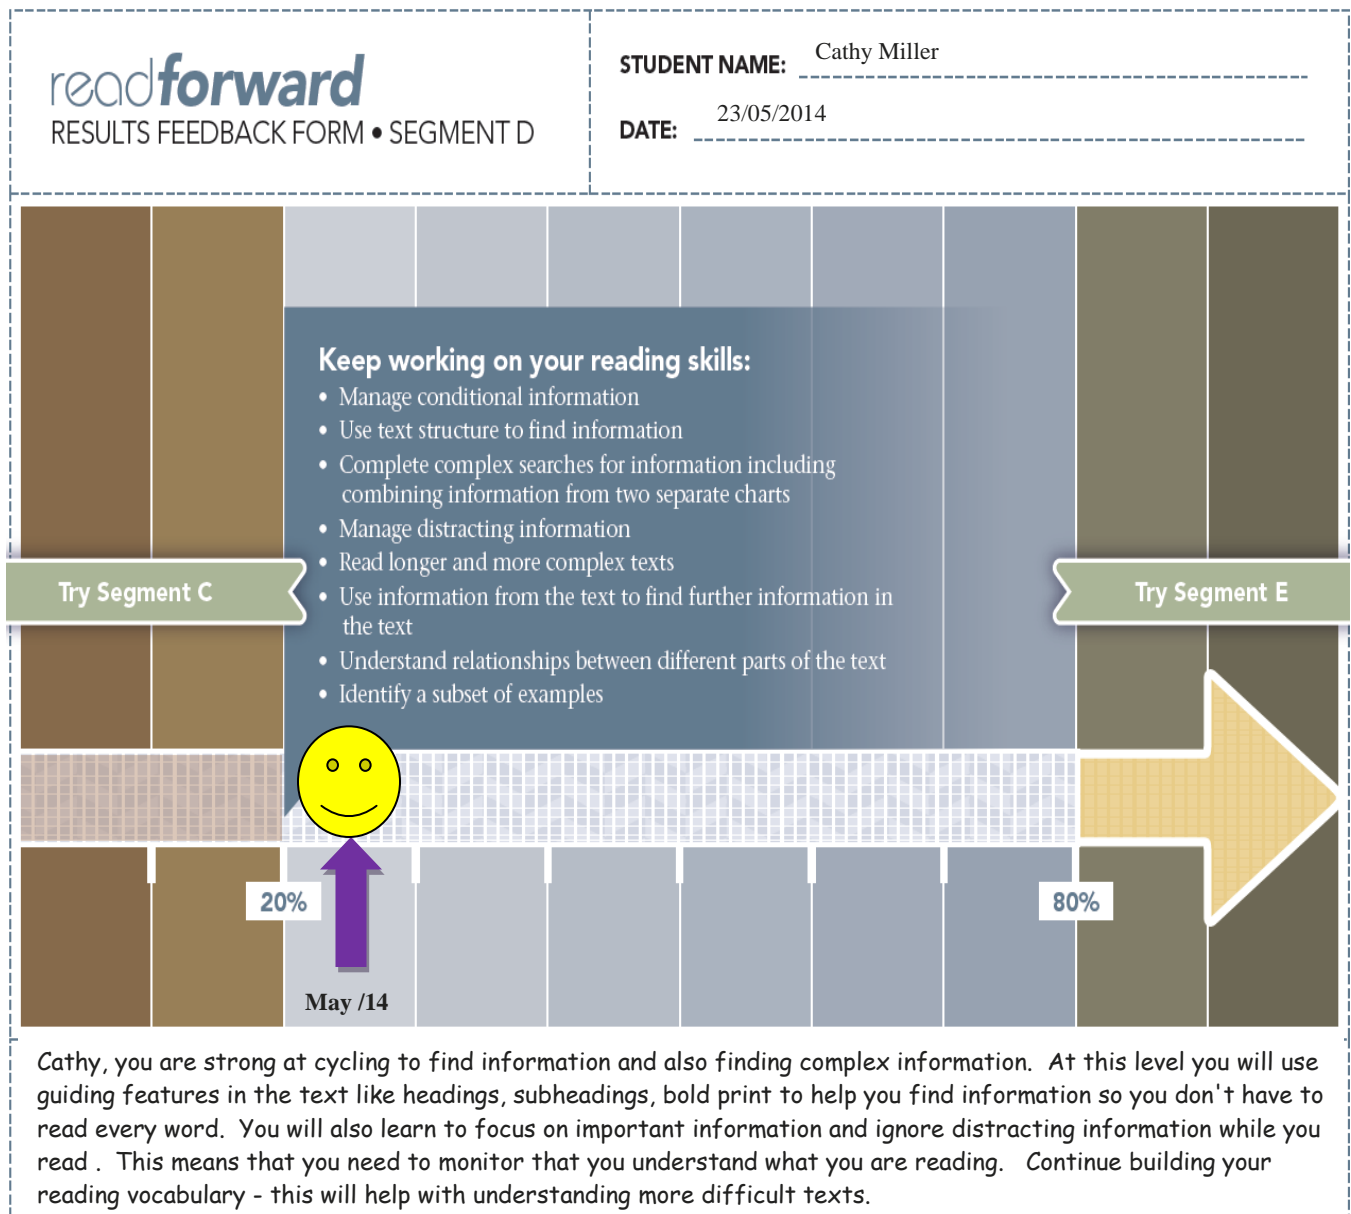 readforward
RESULTS FEEDBACK FORM • SEGMENT D
STUDENT NAME: Cathy Miller
DATE: 23/05/2014
Keep working on your reading skills:
• Manage conditional information
• Use text structure to find information
• Complete complex searches for information including
combining information from two separate charts
• Manage distracting information
• Read longer and more complex texts
• Use information from the text to find further information in
the text
• Understand relationships between different parts of the text
• Identify a subset of examples
Try Segment C
Try Segment E
20%
80%
May /14
Cathy, you are strong at cycling to find information and also finding complex information.  At this level you will use
guiding features in the text like headings, subheadings, bold print to help you find information so you don't have to
read every word.  You will also learn to focus on important information and ignore distracting information while you
read .  This means that you need to monitor that you understand what you are reading.   Continue building your
reading vocabulary - this will help with understanding more difficult texts.